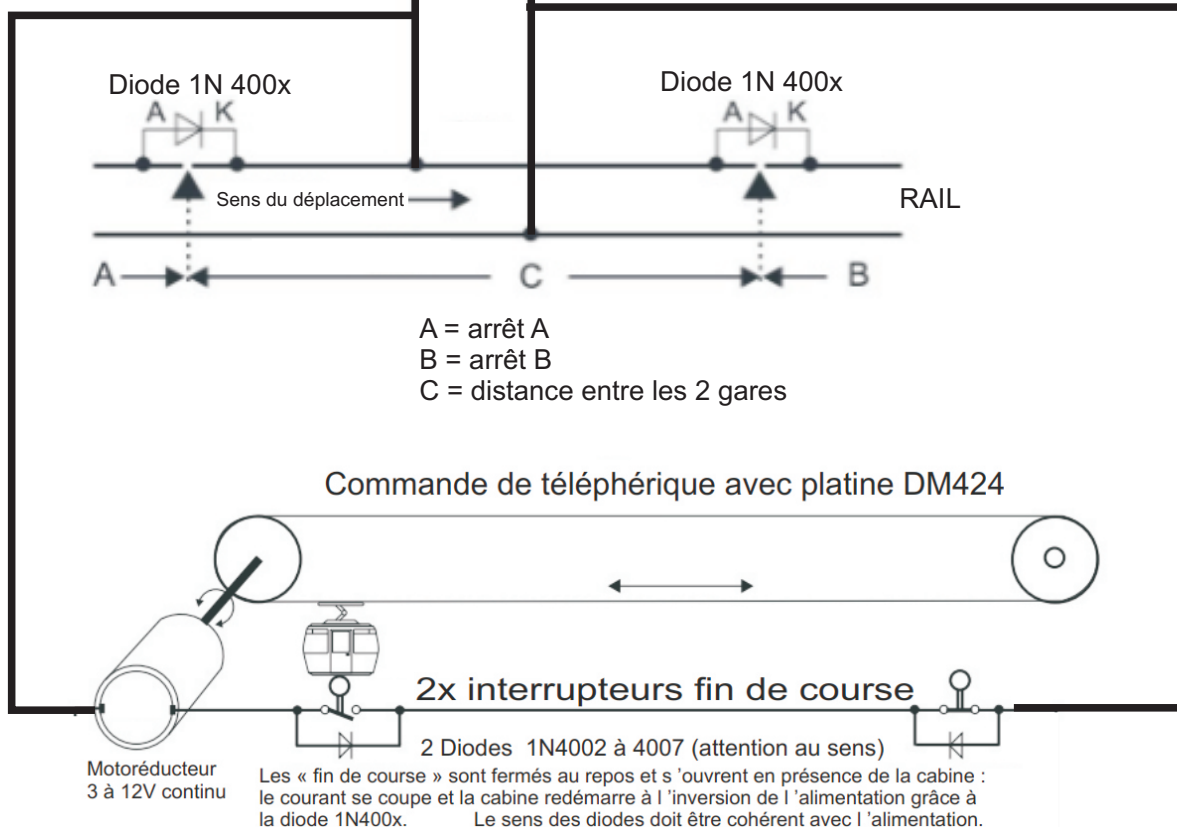 Diode 1N 400x
Diode 1N 400x
A K
A K
Sens du déplacement
RAIL
A C B
A = arrêt A
B = arrêt B
C = distance entre les 2 gares
Commande de téléphérique avec platine DM424
2x interrupteurs fin de course
2 Diodes 1N4002 à 4007 (attention au sens)
Motoréducteur
3 à 12V continu
Les « fin de course » sont fermés au repos et s ’ouvrent en présence de la cabine :
le courant se coupe et la cabine redémarre à l ’inversion de l ’alimentation grâce à
la diode 1N400x. Le sens des diodes doit être cohérent avec l ’alimentation.